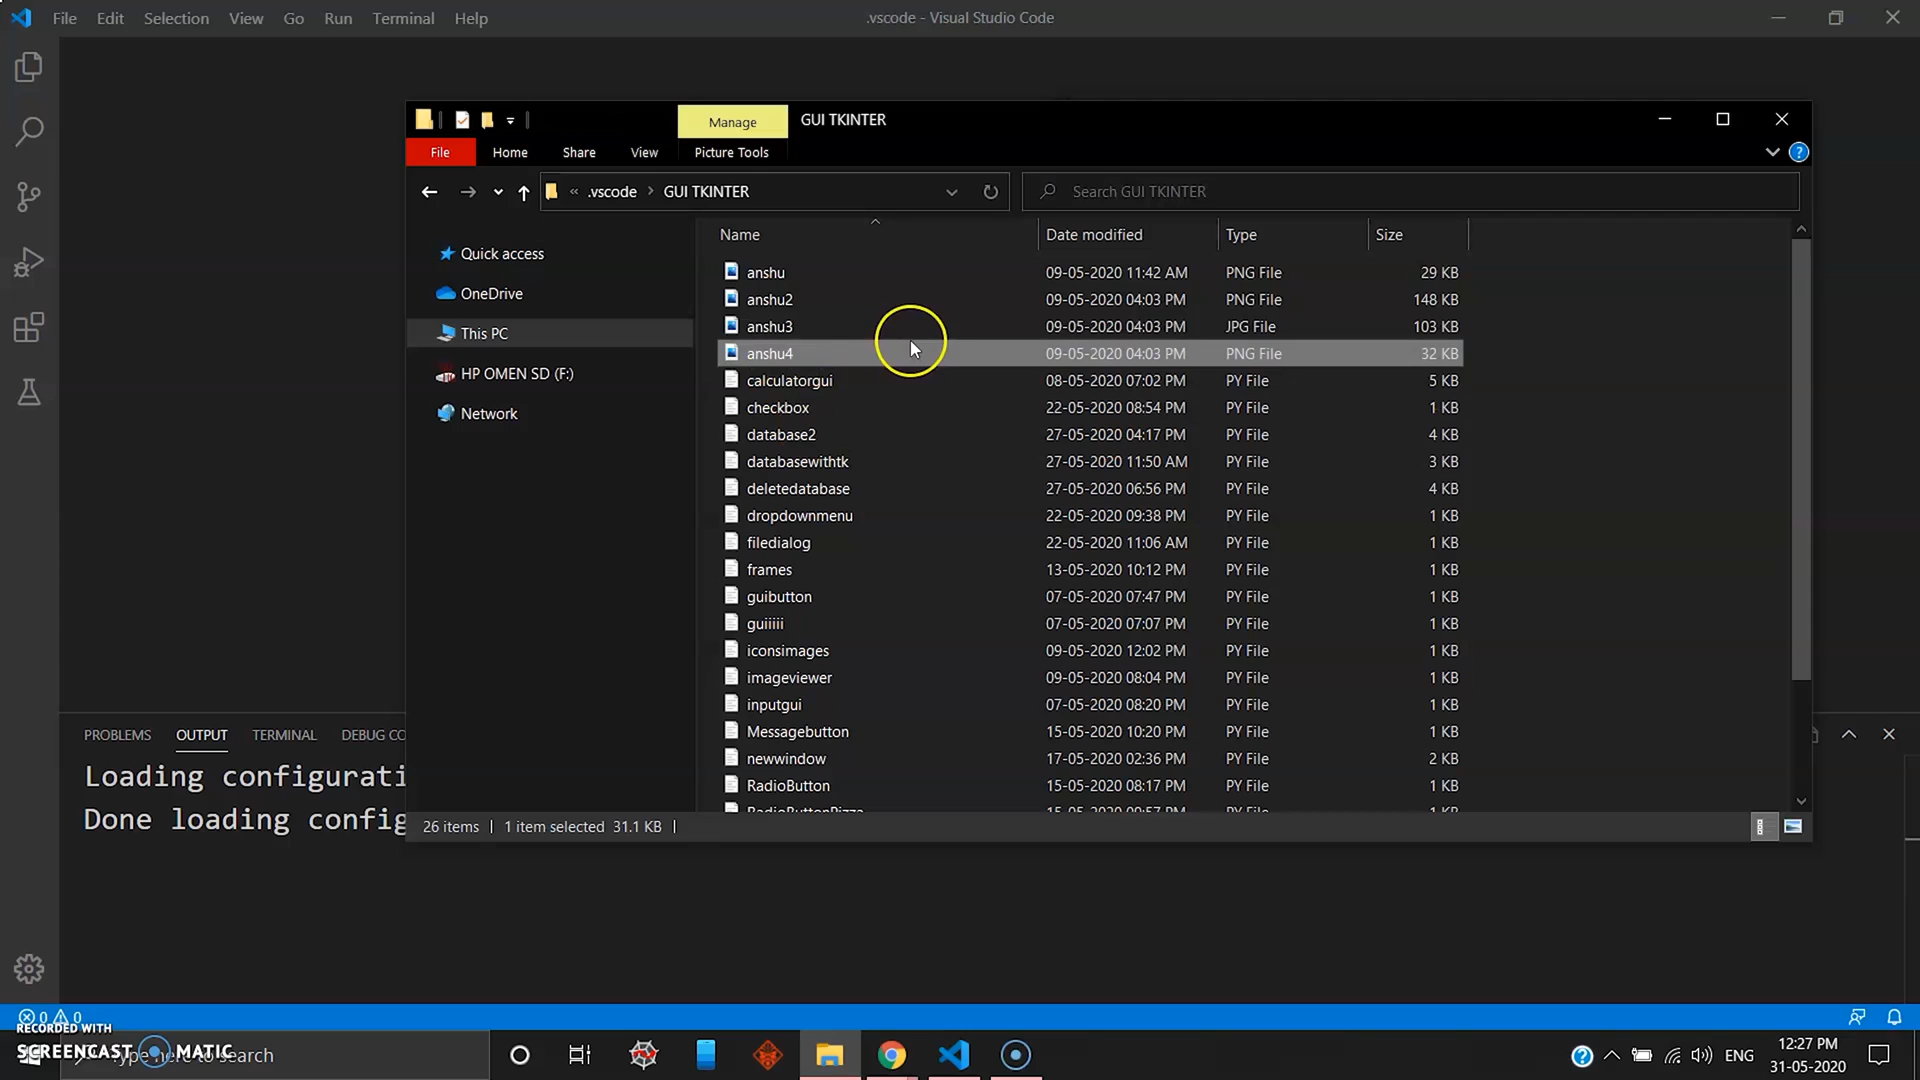 File Edit Selection View Go Run Terminal Help
.vscode - Visual Studio Code
Manage
GUI TKINTER
File Home Share View Picture Tools
« .vscode > GUI TKINTER
Search GUI TKINTER
Quick access
OneDrive
This PC
HP OMEN SD (F:)
Network
Name Date modified Type Size
anshu 09-05-2020 11:42 AM PNG File 29 KB
anshu2 09-05-2020 04:03 PM PNG File 148 KB
anshu3 09-05-2020 04:03 PM JPG File 103 KB
anshu4 09-05-2020 04:03 PM PNG File 32 KB
calculatorgui 08-05-2020 07:02 PM PY File 5 KB
checkbox 22-05-2020 08:54 PM PY File 1 KB
database2 27-05-2020 04:17 PM PY File 4 KB
databasewithtk 27-05-2020 11:50 AM PY File 3 KB
deletedatabase 27-05-2020 06:56 PM PY File 4 KB
dropdownmenu 22-05-2020 09:38 PM PY File 1 KB
filedialog 22-05-2020 11:06 AM PY File 1 KB
frames 13-05-2020 10:12 PM PY File 1 KB
guibutton 07-05-2020 07:47 PM PY File 1 KB
guiiiii 07-05-2020 07:07 PM PY File 1 KB
iconsimages 09-05-2020 12:02 PM PY File 1 KB
imageviewer 09-05-2020 08:04 PM PY File 1 KB
inputgui 07-05-2020 08:20 PM PY File 1 KB
Messagebutton 15-05-2020 10:20 PM PY File 1 KB
newwindow 17-05-2020 02:36 PM PY File 2 KB
RadioButton 15-05-2020 08:17 PM PY File 1 KB
RadioButtonPizza
26 items 1 item selected 31.1 KB
PROBLEMS OUTPUT TERMINAL DEBUG CO
Loading configurati
Done loading config
0 0
RECORDED WITH
SCREENCAST MATIC
Type here to search
ENG
12:27 PM
31-05-2020